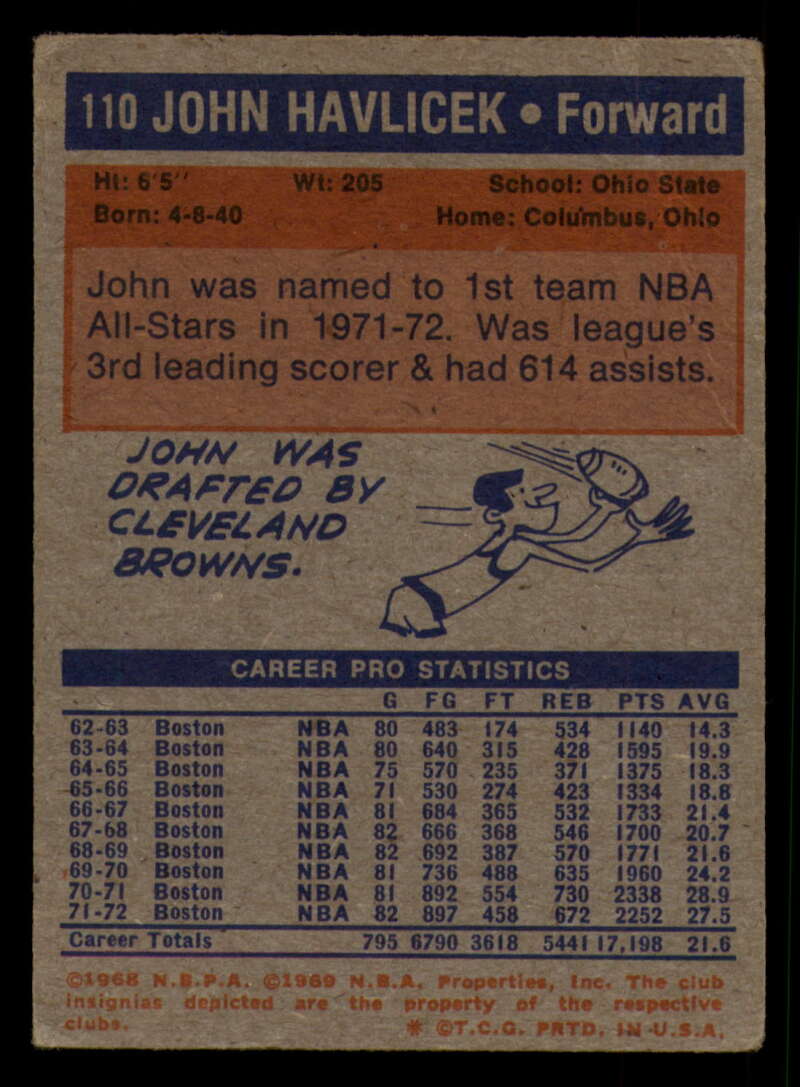 110 JOHN HAVLICEK • Forward
Ht: 6'5" Wt: 205 School: Ohio State
Born: 4-8-40 Home: Columbus, Ohio
John was named to 1st team NBA
All-Stars in 1971-72. Was league's
3rd leading scorer & had 614 assists.
JOHN WAS
DRAFTED BY
CLEVELAND
BROWNS.
CAREER PRO STATISTICS
G FG FT REB PTS AVG
62-63 Boston NBA 80 483 174 534 1140 14.3
63-64 Boston NBA 80 640 315 428 1595 19.9
64-65 Boston NBA 75 570 235 371 1375 18.3
65-66 Boston NBA 71 530 274 423 1334 18.8
66-67 Boston NBA 81 684 365 532 1733 21.4
67-68 Boston NBA 82 666 368 546 1700 20.7
68-69 Boston NBA 82 692 387 570 1771 21.6
69-70 Boston NBA 81 736 488 635 1960 24.2
70-71 Boston NBA 81 892 554 730 2338 28.9
71-72 Boston NBA 82 897 458 672 2252 27.5
Career Totals 795 6790 3618 5441 17,198 21.6
©1968 N.B.P.A. ©1969 N.B.A. Properties, Inc. The club
insignias depicted are the property of the respective
clubs. * ©T.C.G. PRTD. IN U.S.A.